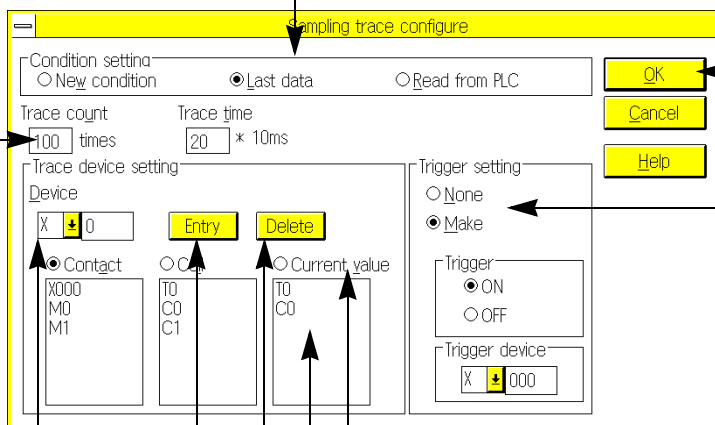 Sampling trace configure
Condition setting
New condition Last data Read from PLC
OK
Cancel
Help
Trace count Trace time
100 times 20 * 10ms
Trace device setting
Device
X 0 Entry Delete
Contact Coil Current value
X000 T0 T0
M0 C0 C0
M1 C1
Trigger setting
None
Make
Trigger
ON
OFF
Trigger device
X 000